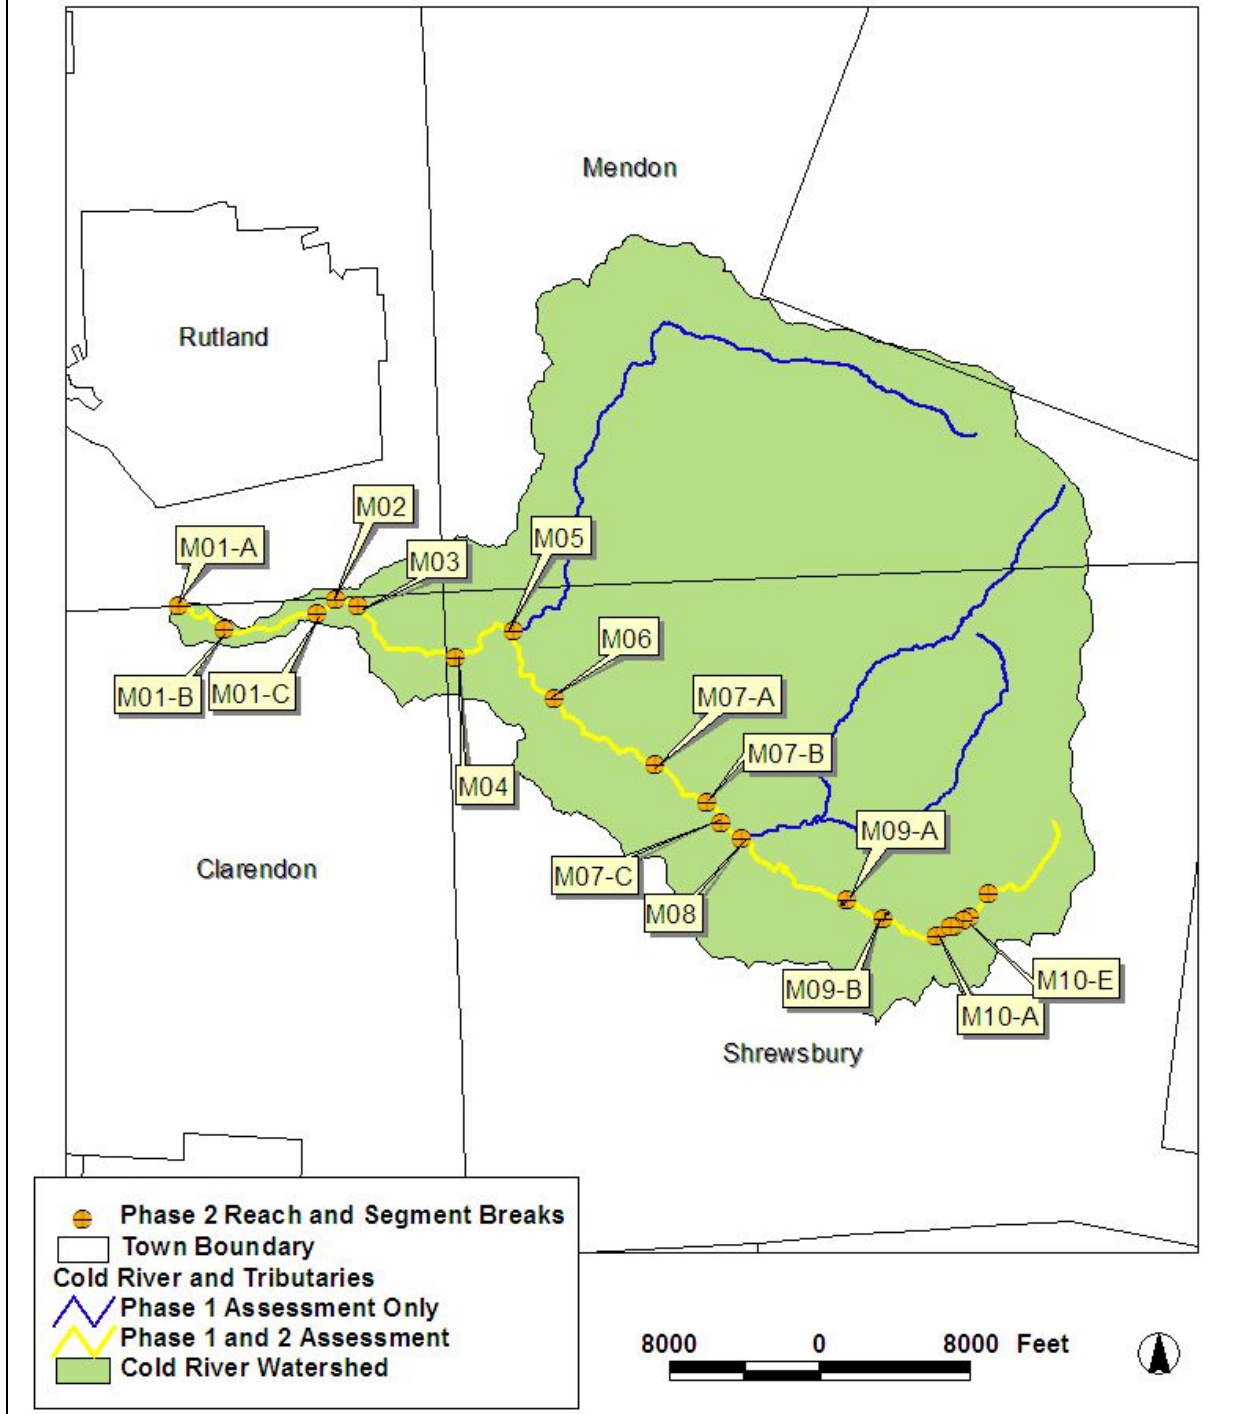 Mendon
Rutland
M02
M01-A
M03
M05
M06
M01-B
M01-C
M07-A
M07-B
M04
M09-A
Clarendon
M07-C
M08
M09-B
M10-E
M10-A
Shrewsbury
Phase 2 Reach and Segment Breaks
Town Boundary
Cold River and Tributaries
Phase 1 Assessment Only
Phase 1 and 2 Assessment
Cold River Watershed
8000 0 8000 Feet